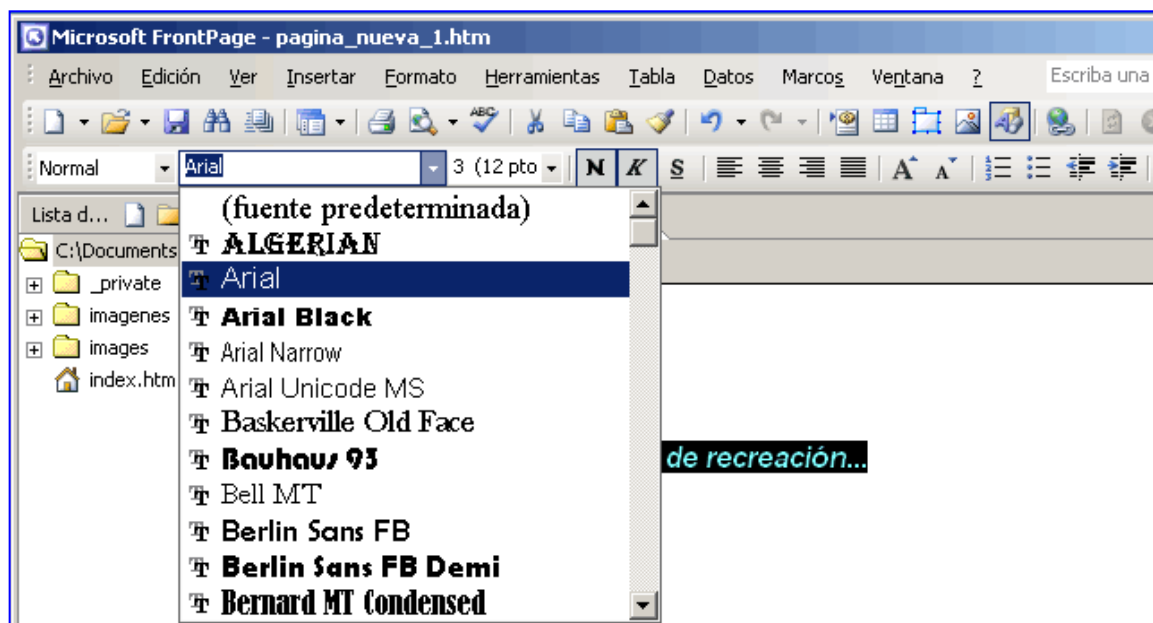 Microsoft FrontPage - pagina_nueva_1.htm
Archivo Edición Ver Insertar Formato Herramientas Tabla Datos Marcos Ventana ? Escriba una
ABC
Normal Arial 3 (12 pto N K S A A
Lista d...
C:\Documents
_private
imagenes
images
index.htm
(fuente predeterminada)
ALGERIAN
Arial
Arial Black
Arial Narrow
Arial Unicode MS
Baskerville Old Face
Bauhaus 93
Bell MT
Berlin Sans FB
Berlin Sans FB Demi
Bernard MT Condensed
de recreación...